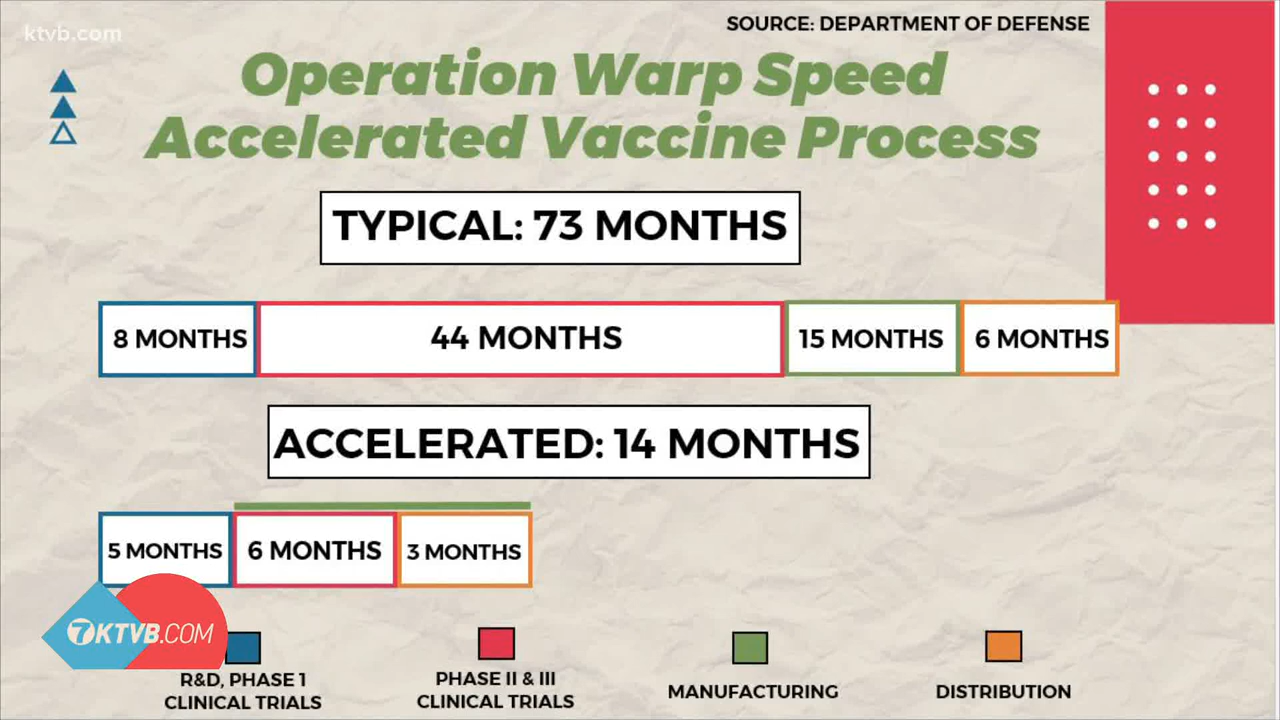 ktvb.com
SOURCE: DEPARTMENT OF DEFENSE
Operation Warp Speed
Accelerated Vaccine Process
TYPICAL: 73 MONTHS
8 MONTHS
44 MONTHS
15 MONTHS
6 MONTHS
ACCELERATED: 14 MONTHS
5 MONTHS
6 MONTHS
3 MONTHS
7KTVB.COM
R&D, PHASE 1
CLINICAL TRIALS
PHASE II & III
CLINICAL TRIALS
MANUFACTURING
DISTRIBUTION